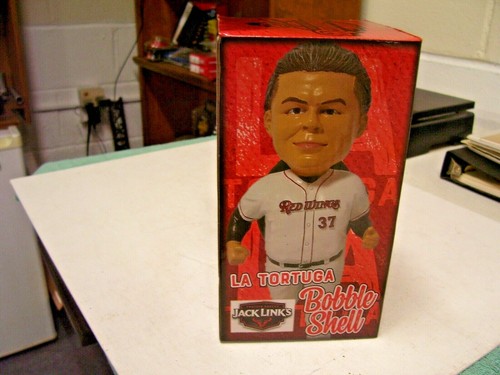 RED WINGS
37
LA TORTUGA
Bobble
Shell
JACK LINK'S